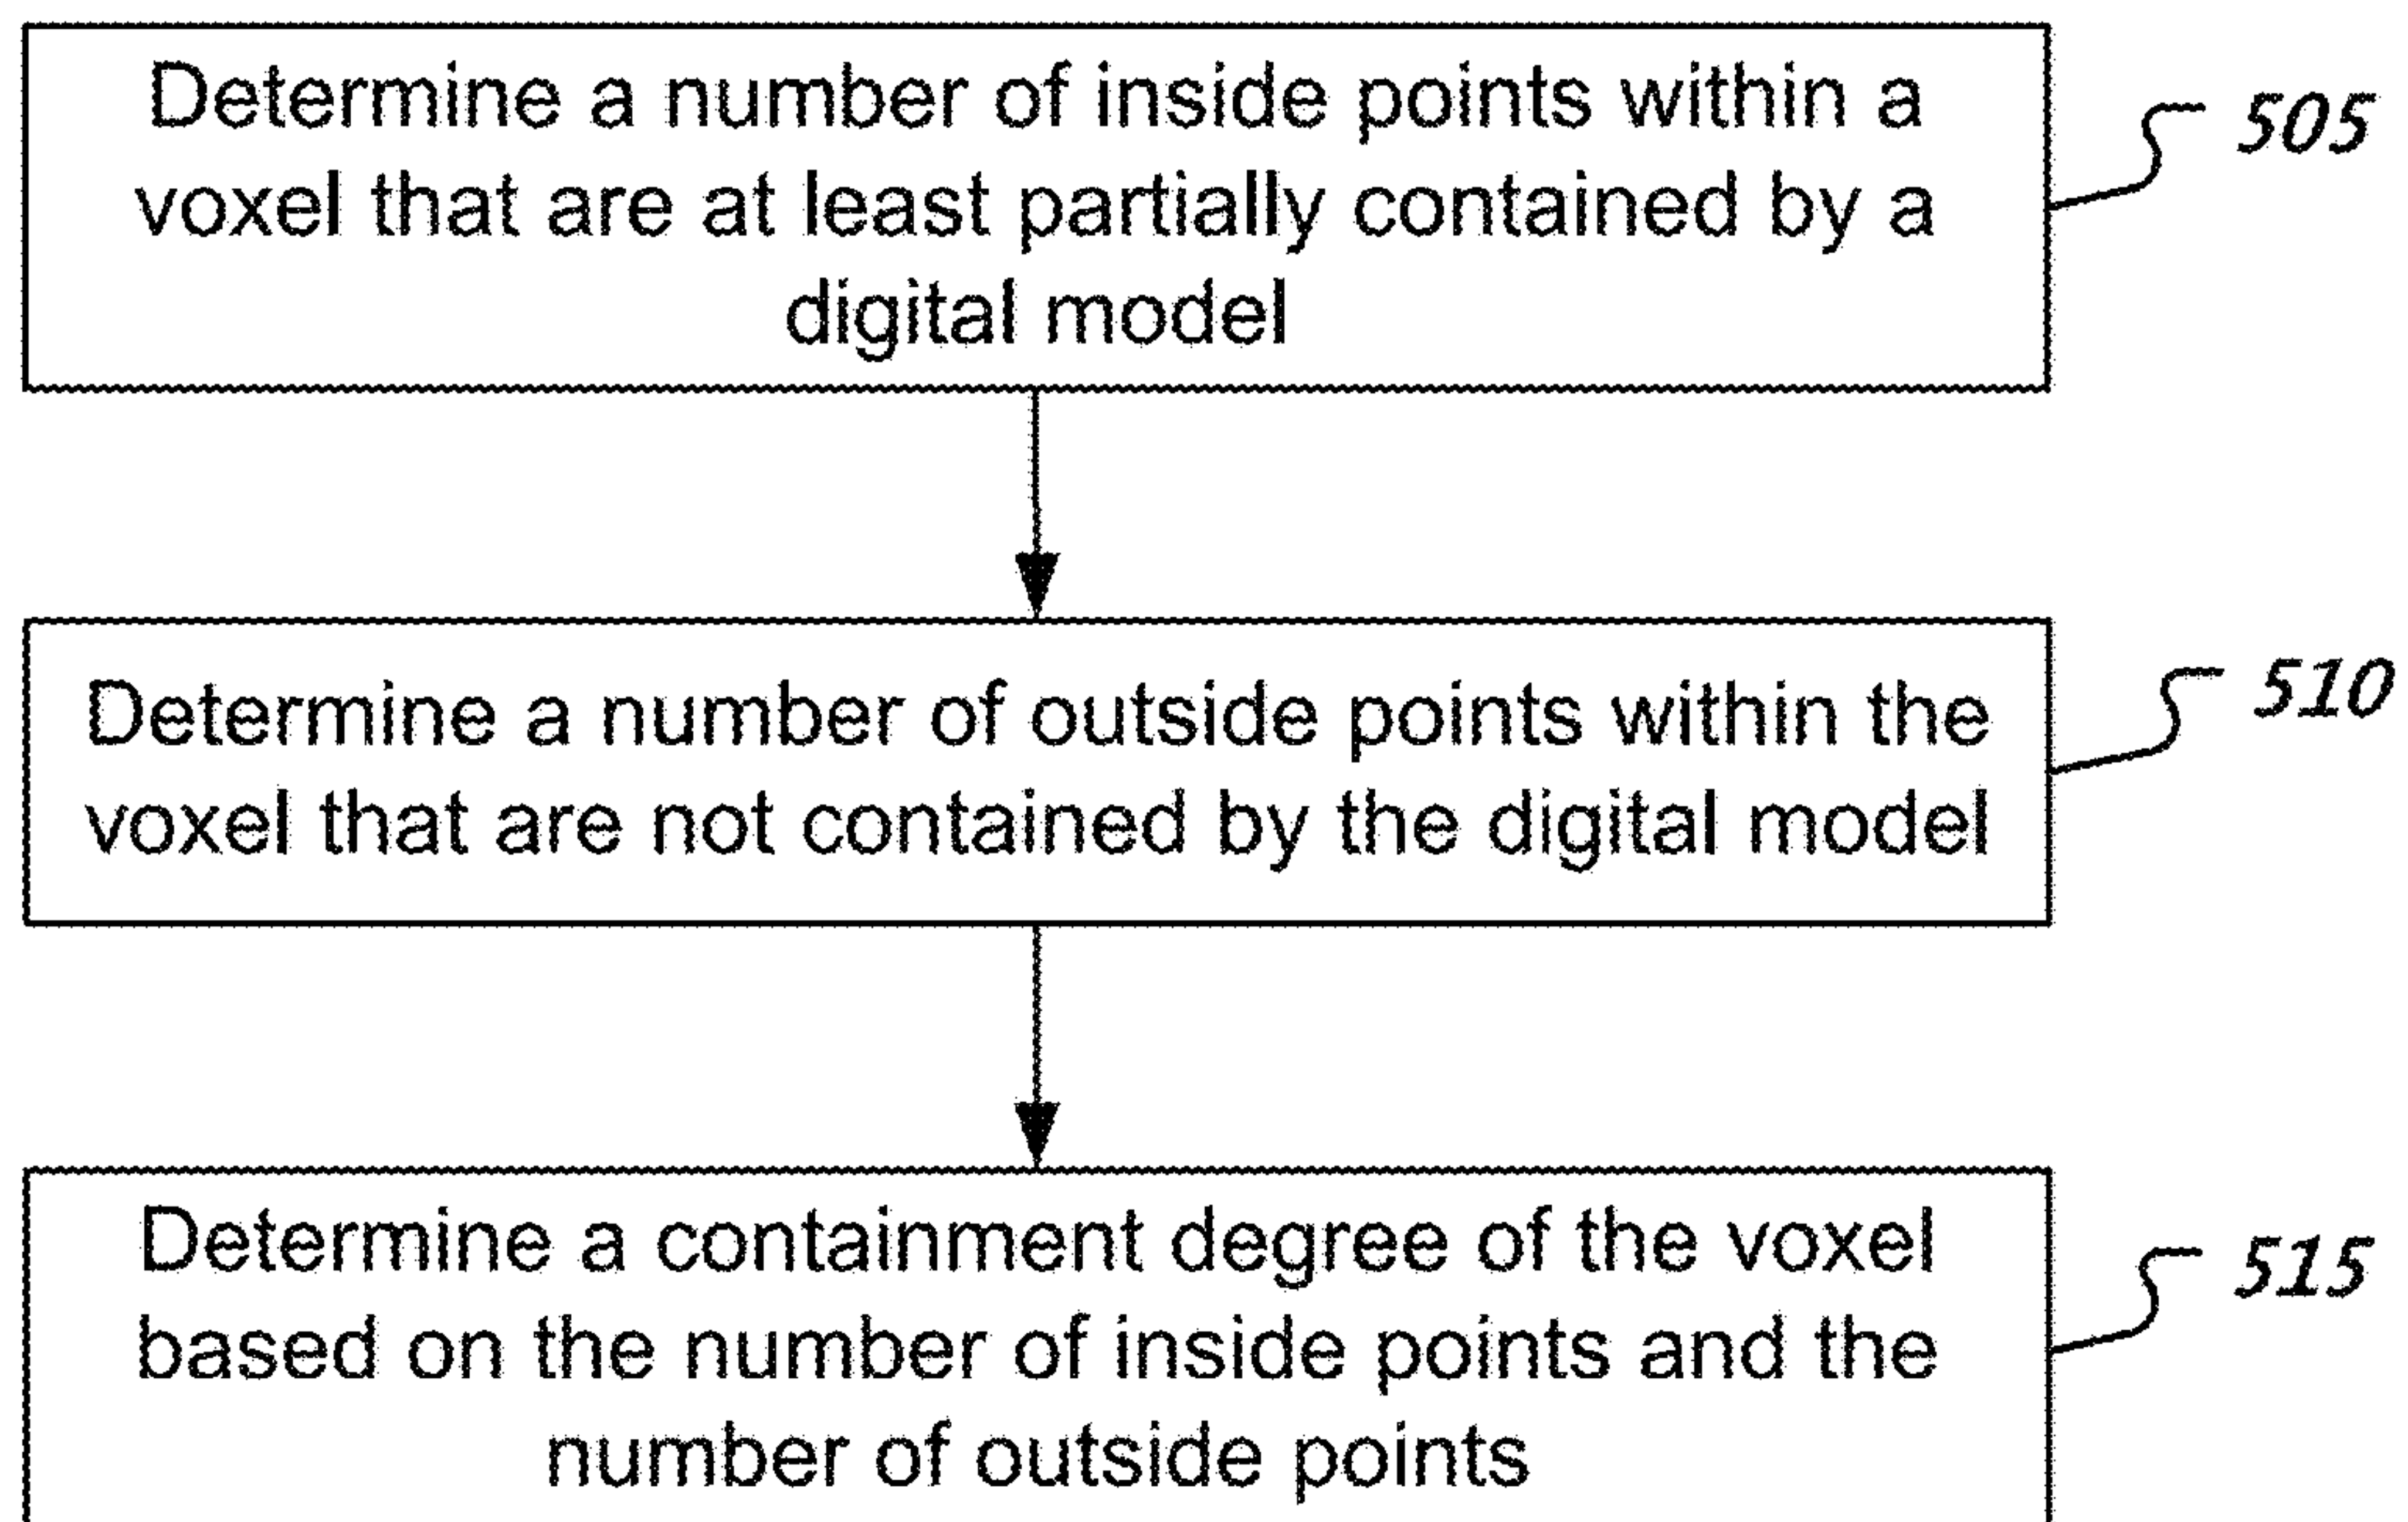 Determine a number of inside points within a
voxel that are at least partially contained by a
digital model
505
Determine a number of outside points within the
voxel that are not contained by the digital model
510
Determine a containment degree of the voxel
based on the number of inside points and the
number of outside points
515